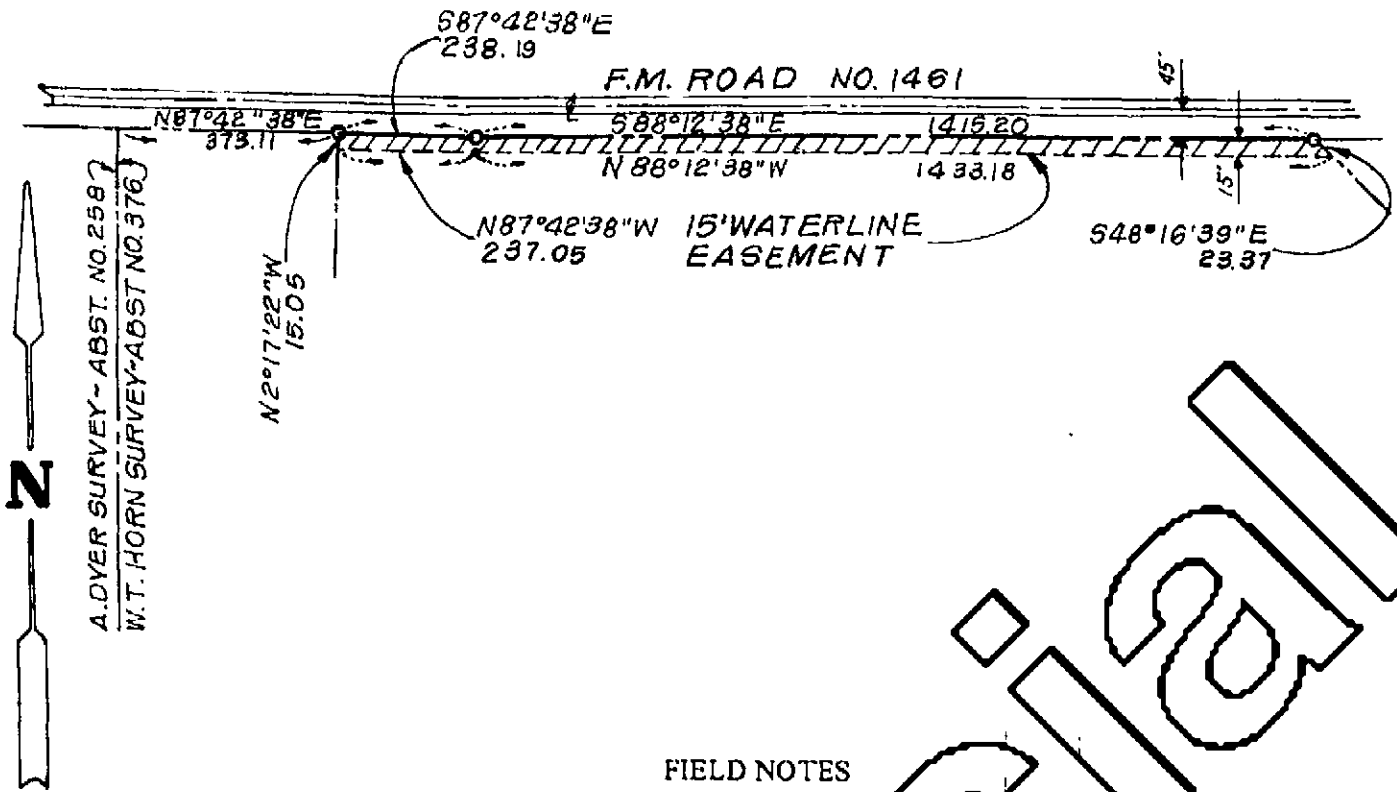 S87°42'38"E
238.19
F.M. ROAD NO. 1461
45'
N87°42"38"E
373.11
S88°12'38"E 1415.20
N 88°12'38"W 1433.18
15'
N87°42'38"W
237.05
15' WATERLINE
EASEMENT
S48°16'39"E
23.37
N2°17'22"W
15.05
A. DYER SURVEY ~ ABST. NO. 258
W.T. HORN SURVEY ~ ABST NO. 376
N
FIELD NOTES